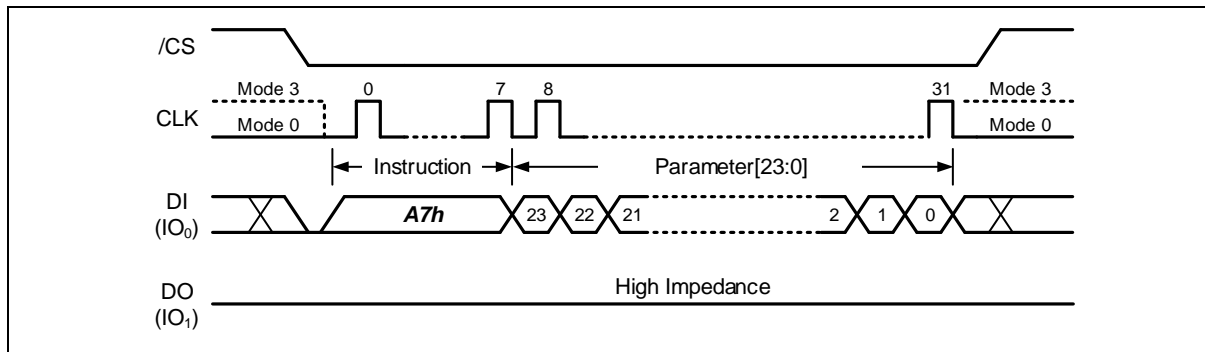 /CS
Mode 3 0 7 8 31 Mode 3
CLK
Mode 0 Mode 0
Instruction Parameter[23:0]
DI
(IO₀)
A7h 23 22 21 2 1 0
High Impedance
DO
(IO₁)